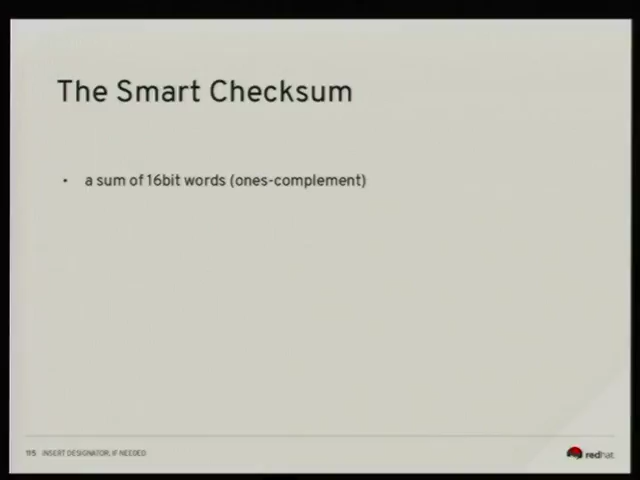 The Smart Checksum
• a sum of 16bit words (ones-complement)
115 INSERT DESIGNATOR, IF NEEDED
redhat